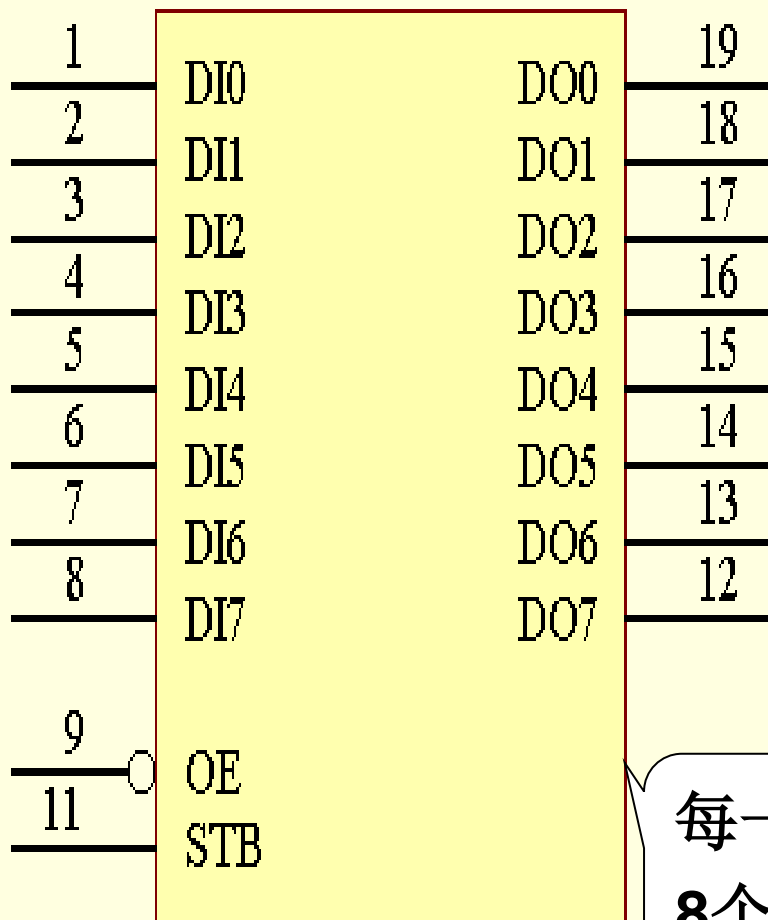 1 DI0 DO0 19
2 DI1 DO1 18
3 DI2 DO2 17
4 DI3 DO3 16
5 DI4 DO4 15
6 DI5 DO5 14
7 DI6 DO6 13
8 DI7 DO7 12
9 OE
11 STB
每一
8个